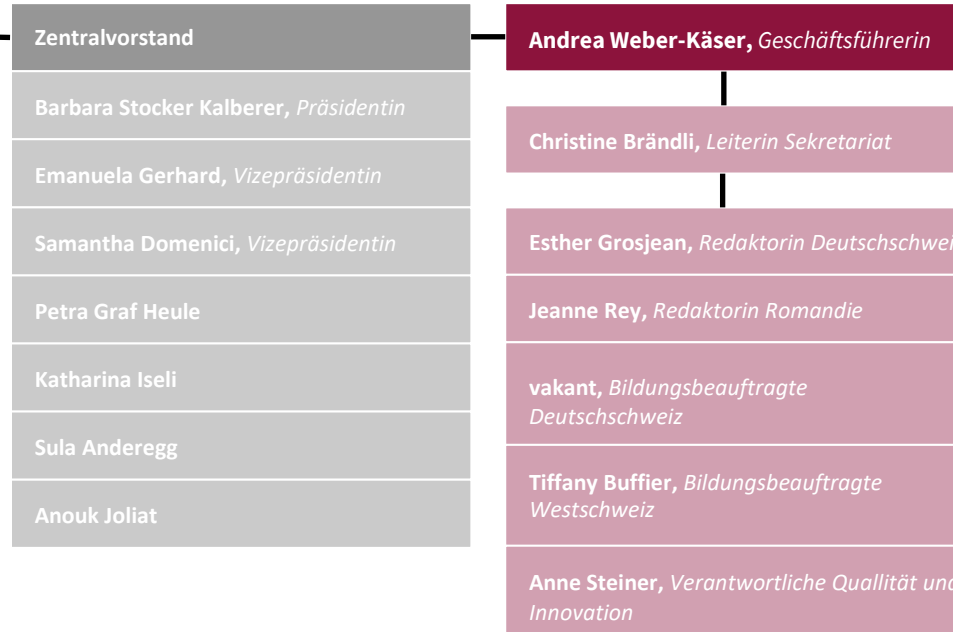 Zentralvorstand
Barbara Stocker Kalberer, Präsidentin
Emanuela Gerhard, Vizepräsidentin
Samantha Domenici, Vizepräsidentin
Petra Graf Heule
Katharina Iseli
Sula Anderegg
Anouk Joliat
Andrea Weber-Käser, Geschäftsführerin
Christine Brändli, Leiterin Sekretariat
Esther Grosjean, Redaktorin Deutschschwei
Jeanne Rey, Redaktorin Romandie
vakant, Bildungsbeauftragte
Deutschschweiz
Tiffany Buffier, Bildungsbeauftragte
Westschweiz
Anne Steiner, Verantwortliche Quallität und
Innovation